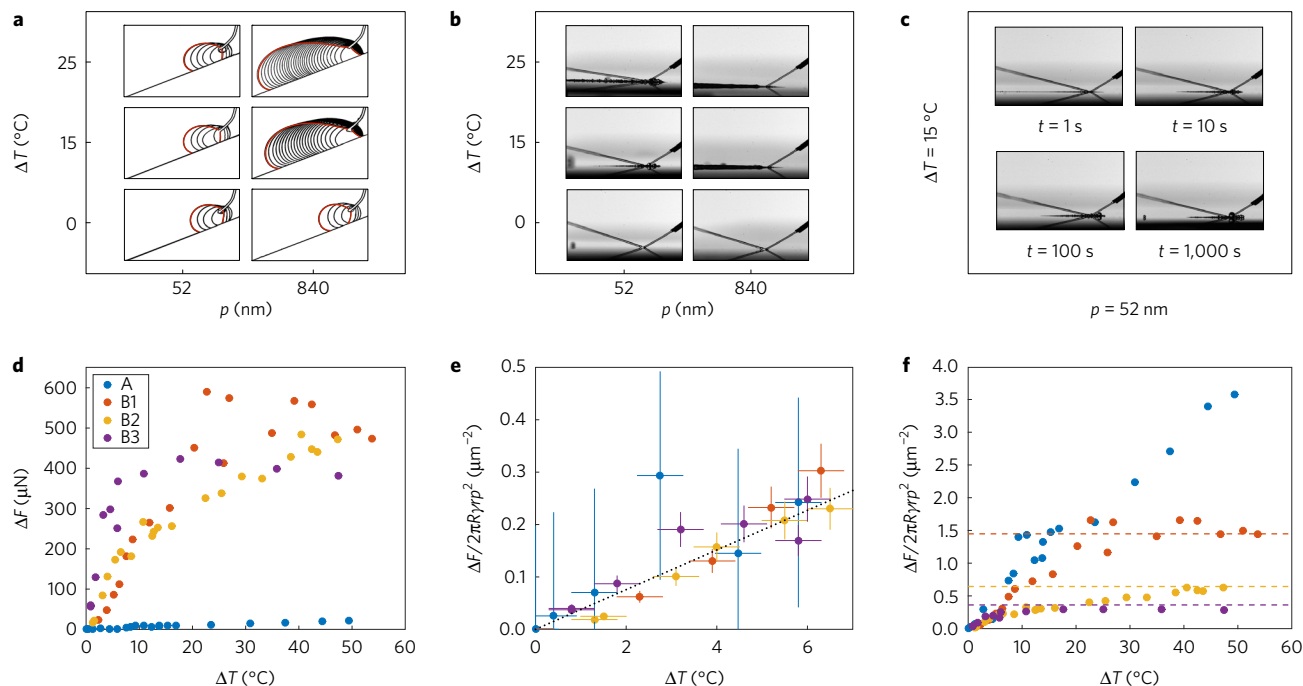 a
ΔT (°C)
25
15
0
52
840
p (nm)
b
ΔT (°C)
25
15
0
52
840
p (nm)
c
ΔT = 15 °C
t = 1 s
t = 10 s
t = 100 s
t = 1,000 s
p = 52 nm
d
ΔF (μN)
600
500
400
300
200
100
0
A
B1
B2
B3
0
10
20
30
40
50
60
ΔT (°C)
e
ΔF/2πRγrp² (μm⁻²)
0.5
0.4
0.3
0.2
0.1
0.0
0
2
4
6
ΔT (°C)
f
ΔF/2πRγrp² (μm⁻²)
4.0
3.5
3.0
2.5
2.0
1.5
1.0
0.5
0.0
0
10
20
30
40
50
60
ΔT (°C)